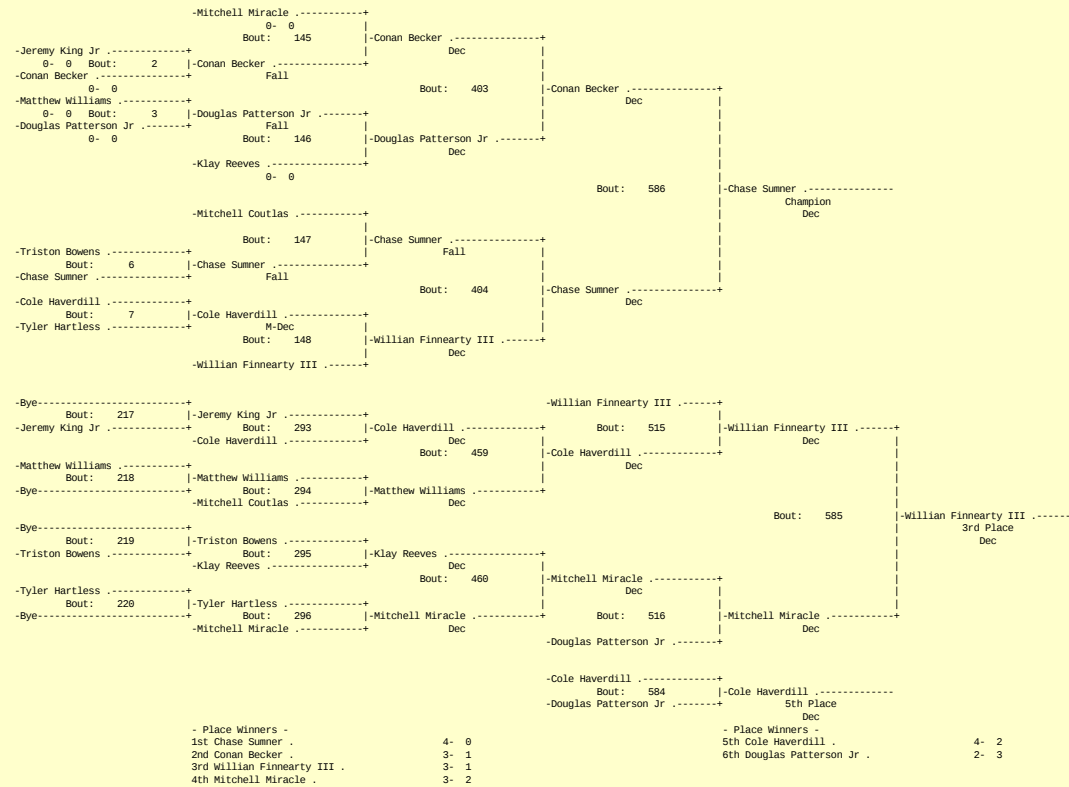 -Mitchell Miracle .-----------+
0-  0                  |
Bout:   145        |-Conan Becker .--------------+
-Jeremy King Jr .------------+                            |            Dec            |
0-  0   Bout:     2     |-Conan Becker .--------------+                            |
-Conan Becker .--------------+            Fall                                         |
0-  0                                              Bout:   403        |-Conan Becker .--------------+
-Matthew Williams .----------+                                                         |            Dec            |
0-  0   Bout:     3     |-Douglas Patterson Jr .------+                            |                            |
-Douglas Patterson Jr .------+            Fall            |                            |                            |
0-  0                        Bout:   146        |-Douglas Patterson Jr .------+                            |
|            Dec                                         |
-Klay Reeves .---------------+                                                         |
0-  0                                                                      |
Bout:   586        |-Chase Sumner .--------------
Champion
-Mitchell Coutlas .-----------+                                                         |            Dec
|                                                         |
Bout:   147        |-Chase Sumner .--------------+                            |
-Triston Bowens .------------+                            |            Fall           |                            |
Bout:     6     |-Chase Sumner .--------------+                            |                            |
-Chase Sumner .--------------+            Fall                                         |                            |
Bout:   404        |-Chase Sumner .--------------+
-Cole Haverdill .------------+                                                         |            Dec
Bout:     7     |-Cole Haverdill .------------+                            |
-Tyler Hartless .------------+            M-Dec           |                            |
Bout:   148        |-Willian Finnearty III .------+
|            Dec
-Willian Finnearty III .------+
-Bye------------------------+                                                         -Willian Finnearty III .------+
Bout:   217     |-Jeremy King Jr .------------+                                                         |
-Jeremy King Jr .------------+        Bout:   293        |-Cole Haverdill .------------+        Bout:   515        |-Willian Finnearty III .------+
-Cole Haverdill .------------+            Dec            |                            |            Dec            |
Bout:   459        |-Cole Haverdill .------------+                            |
-Matthew Williams .----------+                                                         |            Dec                                         |
Bout:   218     |-Matthew Williams .----------+                            |                                                         |
-Bye------------------------+        Bout:   294        |-Matthew Williams .----------+                                                         |
-Mitchell Coutlas .-----------+            Dec                                                                      |
Bout:   585        |-Willian Finnearty III .------
-Bye------------------------+                                                                                                                      |            3rd Place
Bout:   219     |-Triston Bowens .------------+                                                                                      |            Dec
-Triston Bowens .------------+        Bout:   295        |-Klay Reeves .---------------+                                                         |
-Klay Reeves .---------------+            Dec            |                                                         |
Bout:   460        |-Mitchell Miracle .-----------+                            |
-Tyler Hartless .------------+                                                         |            Dec            |                            |
Bout:   220     |-Tyler Hartless .------------+                            |                            |                            |
-Bye------------------------+        Bout:   296        |-Mitchell Miracle .-----------+        Bout:   516        |-Mitchell Miracle .-----------+
-Mitchell Miracle .-----------+            Dec                                         |            Dec
-Douglas Patterson Jr .-------+
-Cole Haverdill .-------------+
Bout:   584        |-Cole Haverdill .------------
-Douglas Patterson Jr .-------+            5th Place
Dec
- Place Winners -                                                                      - Place Winners -
1st Chase Sumner .                      4-  0                                          5th Cole Haverdill .                      4-  2
2nd Conan Becker .                      3-  1                                          6th Douglas Patterson Jr .                2-  3
3rd Willian Finnearty III .             3-  1
4th Mitchell Miracle .                  3-  2